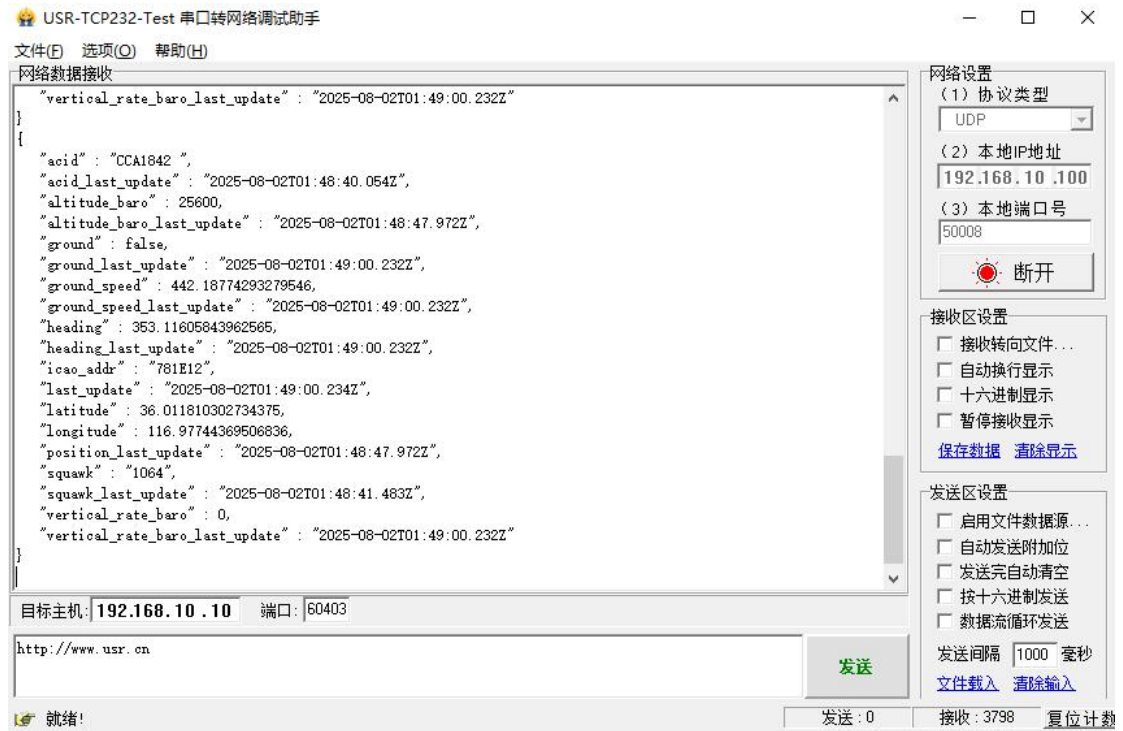 USR-TCP232-Test 串口转网络调试助手
文件(F) 选项(O) 帮助(H)
网络数据接收
"vertical_rate_baro_last_update" : "2025-08-02T01:49:00.232Z"
}
{
"acid" : "CCA1842 ",
"acid_last_update" : "2025-08-02T01:48:40.054Z",
"altitude_baro" : 25600,
"altitude_baro_last_update" : "2025-08-02T01:48:47.972Z",
"ground" : false,
"ground_last_update" : "2025-08-02T01:49:00.232Z",
"ground_speed" : 442.18774293279546,
"ground_speed_last_update" : "2025-08-02T01:49:00.232Z",
"heading" : 353.11605843962565,
"heading_last_update" : "2025-08-02T01:49:00.232Z",
"icao_addr" : "781E12",
"last_update" : "2025-08-02T01:49:00.234Z",
"latitude" : 36.011810302734375,
"longitude" : 116.97744369506836,
"position_last_update" : "2025-08-02T01:48:47.972Z",
"squawk" : "1064",
"squawk_last_update" : "2025-08-02T01:48:41.483Z",
"vertical_rate_baro" : 0,
"vertical_rate_baro_last_update" : "2025-08-02T01:49:00.232Z"
}
目标主机: 192.168.10.10 端口: 60403
http://www.usr.cn
发送
就绪!
发送:0
接收:3798
复位计数
网络设置
(1) 协议类型
UDP
(2) 本地IP地址
192.168.10.100
(3) 本地端口号
50008
断开
接收区设置
接收转向文件...
自动换行显示
十六进制显示
暂停接收显示
保存数据 清除显示
发送区设置
启用文件数据源...
自动发送附加位
发送完自动清空
按十六进制发送
数据流循环发送
发送间隔 1000 毫秒
文件载入 清除输入